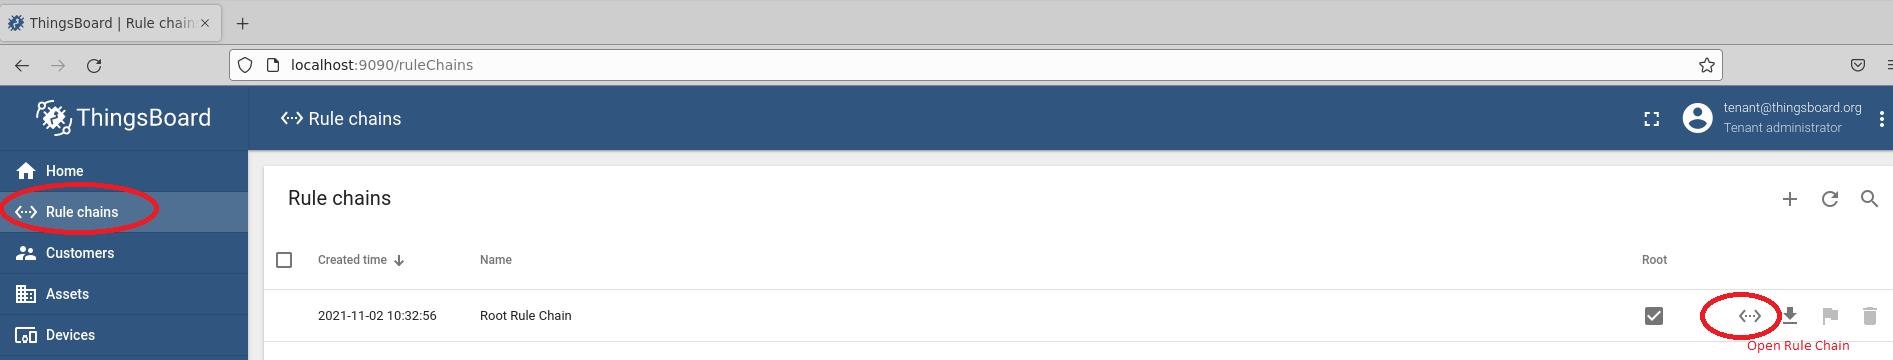 ThingsBoard | Rule chain
localhost:9090/ruleChains
ThingsBoard
Rule chains
tenant@thingsboard.org
Tenant administrator
Home
Rule chains
Customers
Assets
Devices
Rule chains
Created time Name Root
2021-11-02 10:32:56 Root Rule Chain
Open Rule Chain